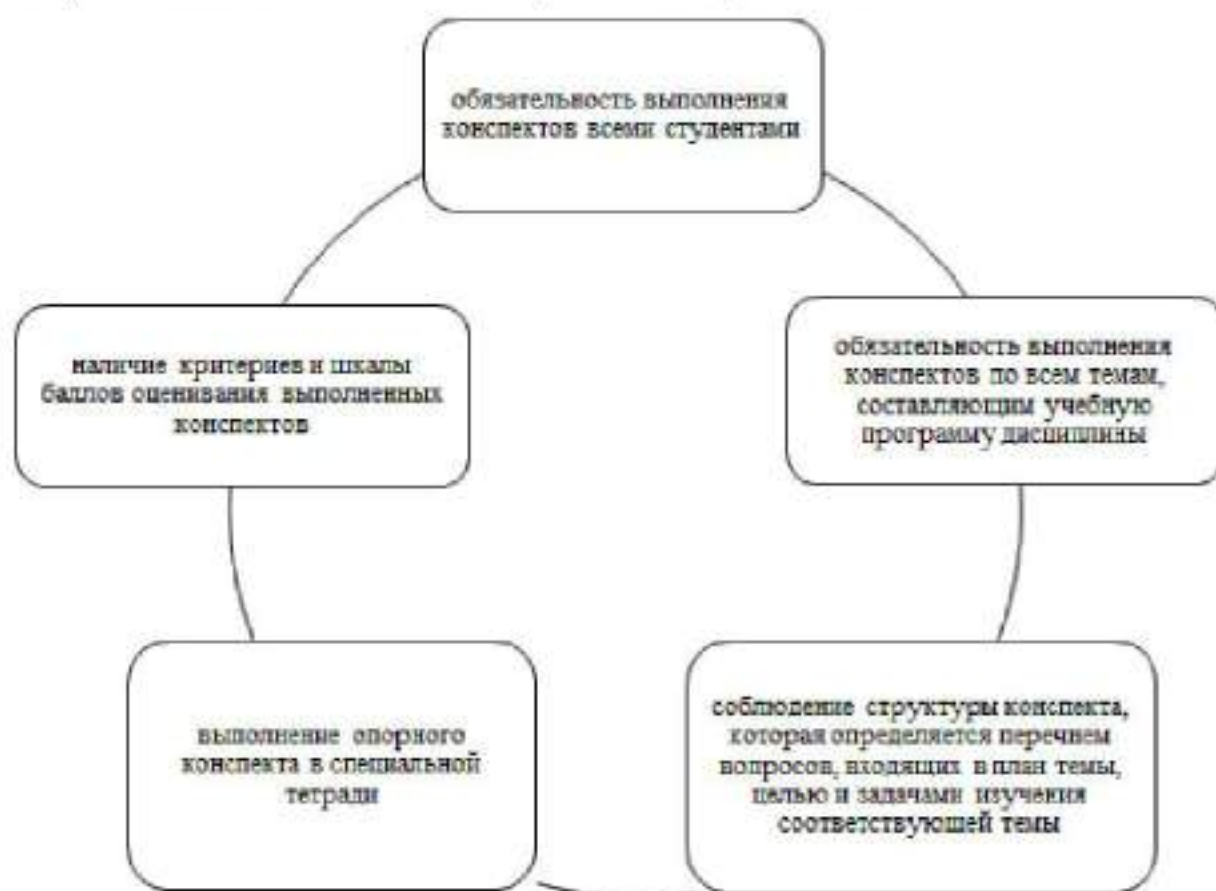 обязательность выполнения
конспектов всеми студентами
наличие критериев и шкалы
баллов оценивания выполненных
конспектов
обязательность выполнения
конспектов по всем темам,
составляющим учебную
программу дисциплины
выполнение опорного
конспекта в специальной
тетради
соблюдение структуры конспекта,
которая определяется перечнем
вопросов, входящих в план темы,
целью и задачами изучения
соответствующей темы